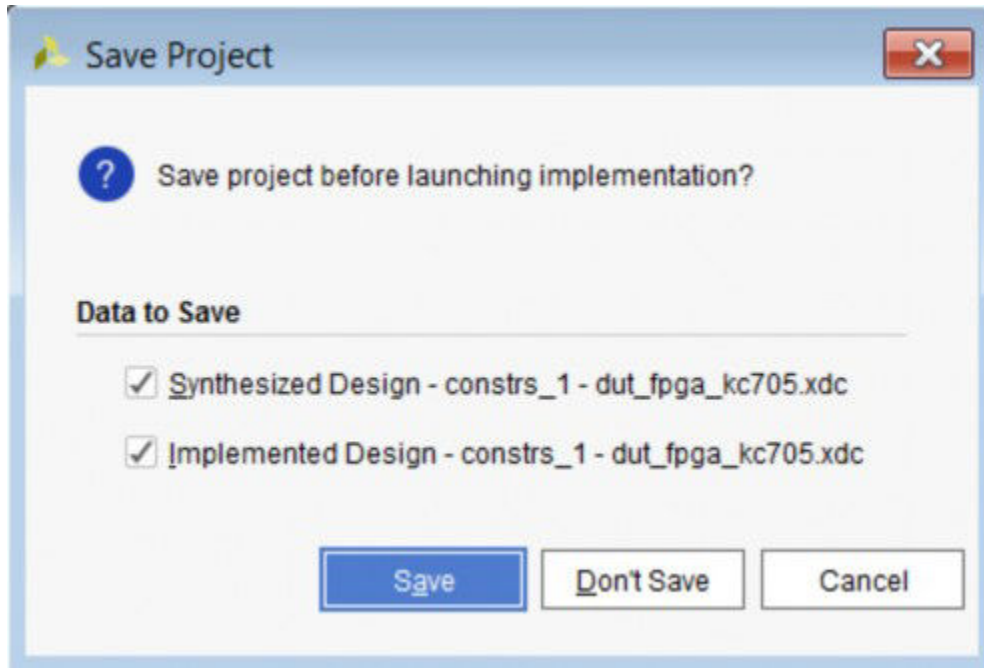 Save Project
Save project before launching implementation?
Data to Save
Synthesized Design - constrs_1 - dut_fpga_kc705.xdc
Implemented Design - constrs_1 - dut_fpga_kc705.xdc
Save
Don't Save
Cancel